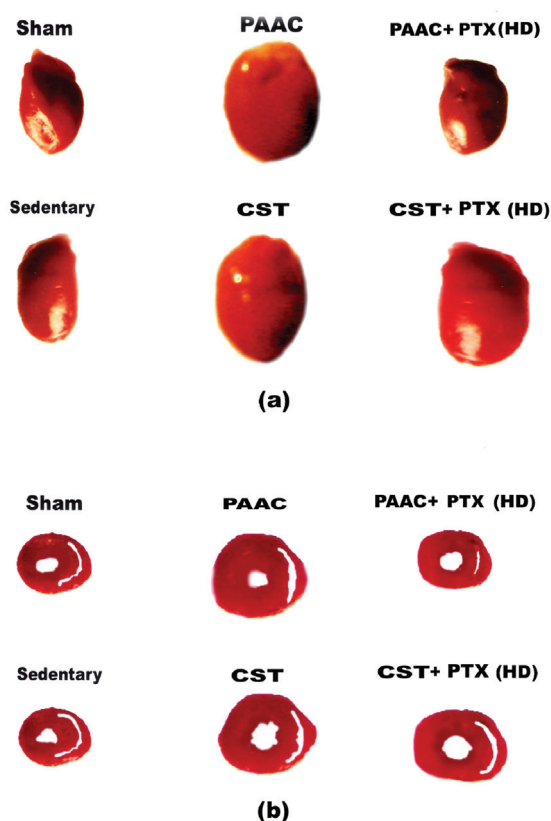 Sham PAAC PAAC+ PTX(HD)
Sedentary CST CST+ PTX (HD)
(a)
Sham PAAC PAAC+ PTX (HD)
Sedentary CST CST+ PTX (HD)
(b)